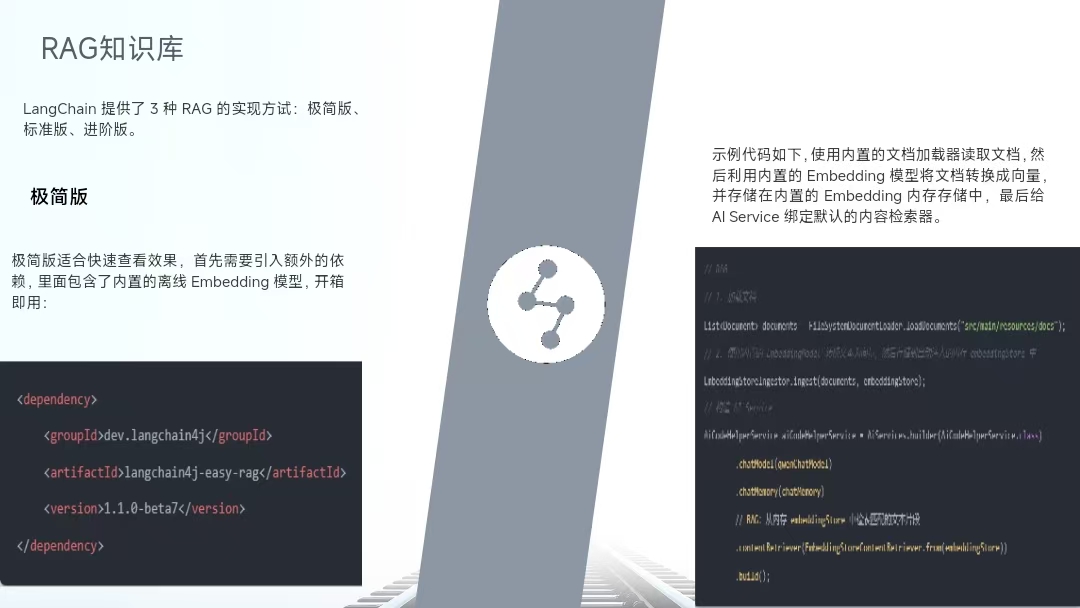 RAG知识库
LangChain 提供了 3 种 RAG 的实现方试：极简版、
标准版、进阶版。
极简版
极简版适合快速查看效果，首先需要引入额外的依
赖，里面包含了内置的离线 Embedding 模型，开箱
即用：
<dependency>
<groupId>dev.langchain4j</groupId>
<artifactId>langchain4j-easy-rag</artifactId>
<version>1.1.0-beta7</version>
</dependency>
示例代码如下，使用内置的文档加载器读取文档，然
后利用内置的 Embedding 模型将文档转换成向量，
并存储在内置的 Embedding 内存存储中，最后给
AI Service 绑定默认的内容检索器。
// RAG
// 1. 加载文档
List<Document> documents FileSystemDocumentLoader.loadDocuments("src/main/resources/docs");
// 2. EmbeddingModel embeddingStore 中
EmbeddingStoreIngestor.ingest(documents, embeddingStore);
// 构造 AI Service
AiCodeHelperService aiCodeHelperService = AiServices.builder(AiCodeHelperService.class)
.chatModel(qwenChatModel)
.chatMemory(chatMemory)
// RAG: 从内存 embeddingStore 中检索匹配的文本片段
.contentRetriever(EmbeddingStoreContentRetriever.from(embeddingStore))
.build();